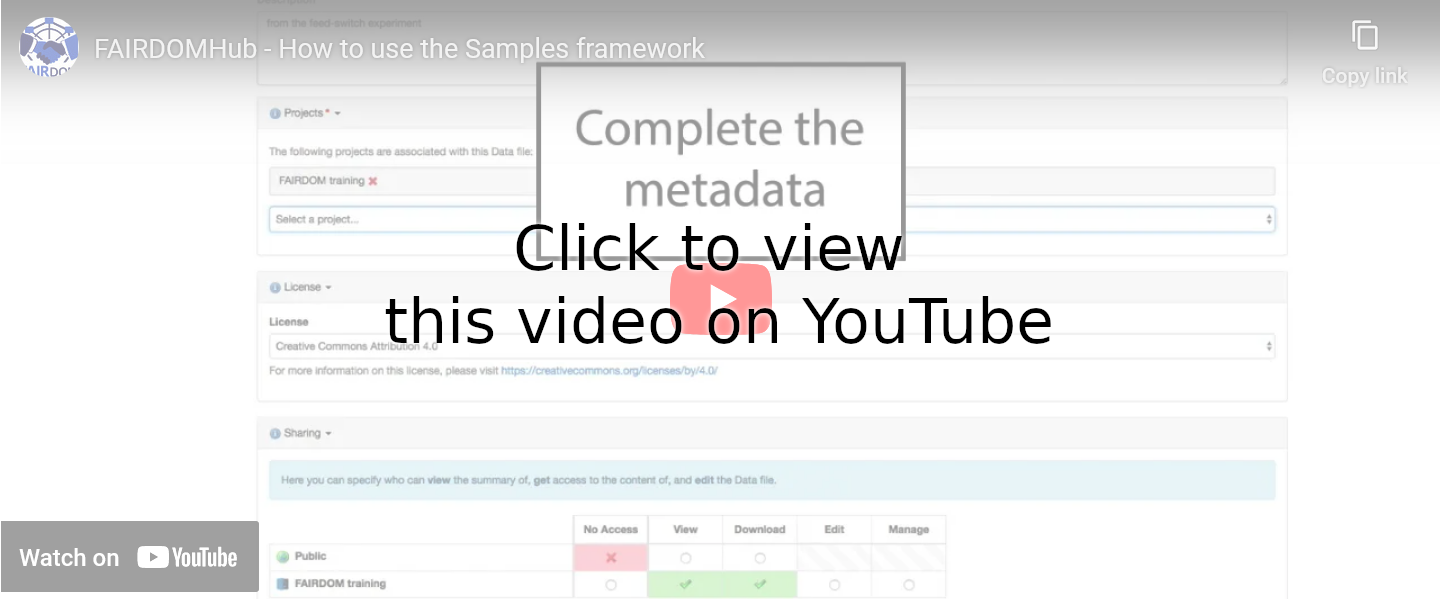 Description
from the feed-switch experiment
FAIRDOMHub - How to use the Samples framework
Copy link
Projects *
Complete the
metadata
The following projects are associated with this Data file:
FAIRDOM training
Select a project...
Click to view
this video on YouTube
License
License
Creative Commons Attribution 4.0
For more information on this license, please visit https://creativecommons.org/licenses/by/4.0/
Sharing
Here you can specify who can view the summary of, get access to the content of, and edit the Data file.
No Access View Download Edit Manage
Public
FAIRDOM training
Watch on YouTube